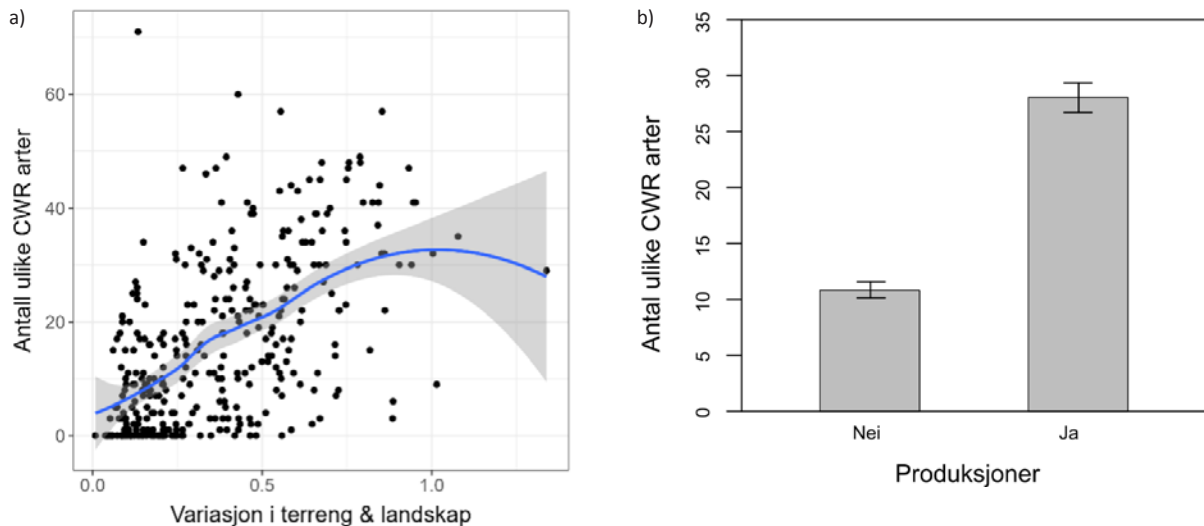 a)
Antall ulike CWR arter
60
40
20
0
0.0 0.5 1.0
Variasjon i terreng & landskap
b)
Antal ulike CWR arter
35
30
25
20
15
10
5
0
Nei Ja
Produksjoner